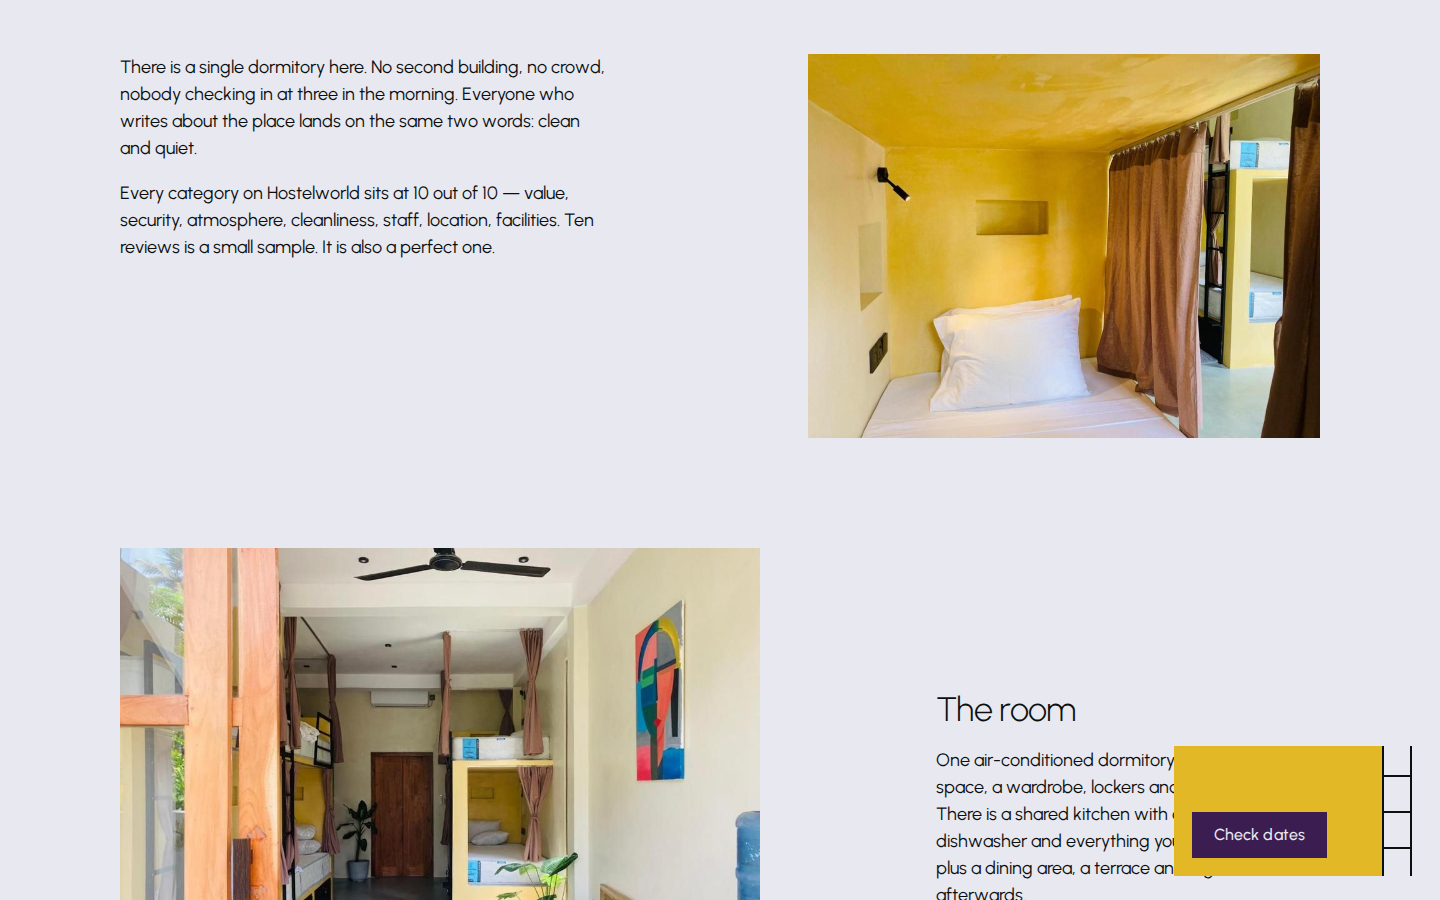 There is a single dormitory here. No second building, no crowd,
nobody checking in at three in the morning. Everyone who
writes about the place lands on the same two words: clean
and quiet.
Every category on Hostelworld sits at 10 out of 10 — value,
security, atmosphere, cleanliness, staff, location, facilities. Ten
reviews is a small sample. It is also a perfect one.
The room
One air-conditioned dormitory
space, a wardrobe, lockers and
There is a shared kitchen with
dishwasher and everything you
plus a dining area, a terrace an
afterwards.
Check dates